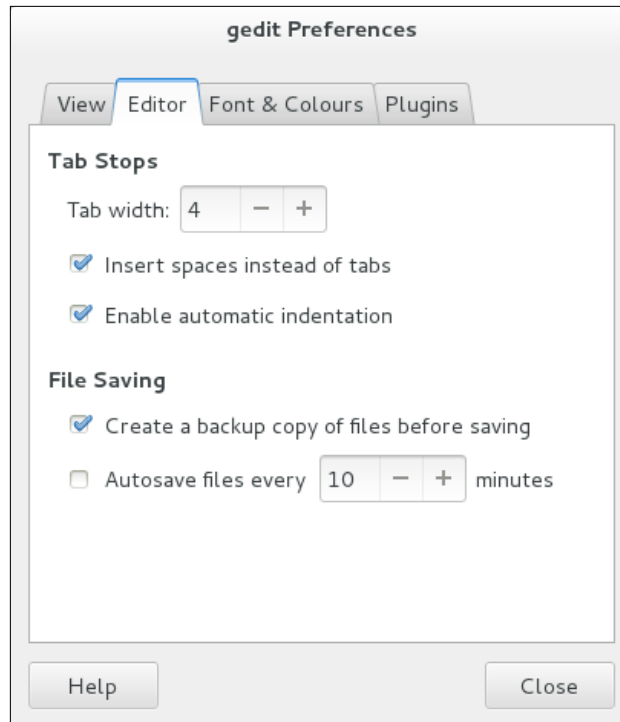 gedit Preferences
View Editor Font & Colours Plugins
Tab Stops
Tab width: 4 − +
Insert spaces instead of tabs
Enable automatic indentation
File Saving
Create a backup copy of files before saving
Autosave files every 10 − + minutes
Help Close